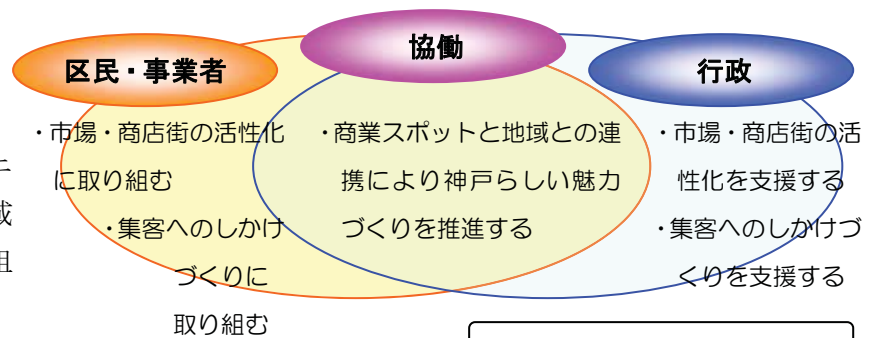 協働
区民・事業者
行政
・市場・商店街の活性化
に取り組む
・集客へのしかけ
づくりに
取り組む
・商業スポットと地域との連
携により神戸らしい魅力
づくりを推進する
・市場・商店街の活
性化を支援する
・集客へのしかけづ
くりを支援する
域
組